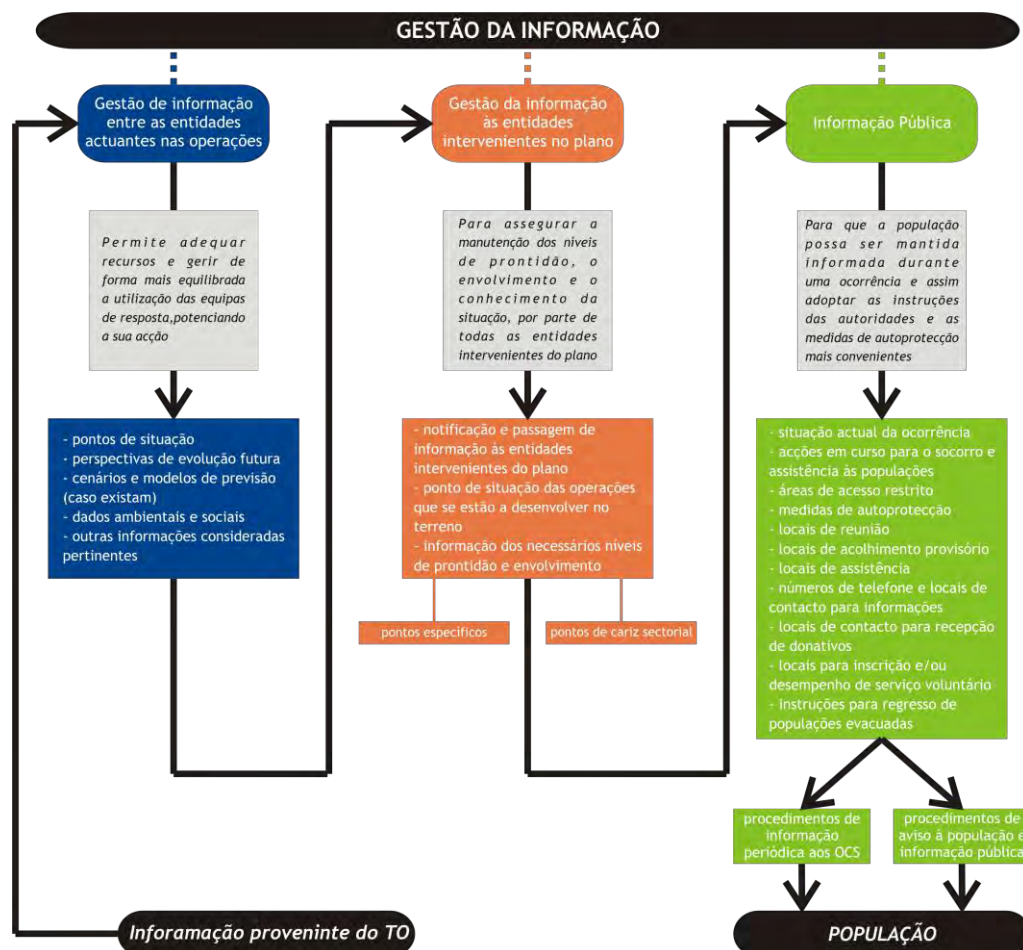 GESTÃO DA INFORMAÇÃO
Gestão de informação
entre as entidades
actuantes nas operações
Permite adequar
recursos e gerir de
forma mais equilibrada
a utilização das equipas
de resposta,potenciando
a sua acção
- pontos de situação
- perspectivas de evolução futura
- cenários e modelos de previsão
(caso existam)
- dados ambientais e sociais
- outras informações consideradas
pertinentes
Gestão da informação
às entidades
intervenientes no plano
Para assegurar a
manutenção dos níveis
de prontidão, o
envolvimento e o
conhecimento da
situação, por parte de
todas as entidades
intervenientes do plano
- notificação e passagem de
informação às entidades
intervenientes do plano
- ponto de situação das operações
que se estão a desenvolver no
terreno
- informação dos necessários níveis
de prontidão e envolvimento
pontos específicos
pontos de cariz sectorial
Informação Pública
Para que a população
possa ser mantida
informada durante
uma ocorrência e assim
adoptar as instruções
das autoridades e as
medidas de autoprotecção
mais convenientes
- situação actual da ocorrência
- acções em curso para o socorro e
assistência às populações
- áreas de acesso restrito
- medidas de autoprotecção
- locais de reunião
- locais de acolhimento provisório
- locais de assistência
- números de telefone e locais de
contacto para informações
- locais de contacto para recepção
de donativos
- locais para inscrição e/ou
desempenho de serviço voluntário
- instruções para regresso de
populações evacuadas
procedimentos de
informação
periódica aos OCS
procedimentos de
aviso à população e
informação pública
Inforamação proveninte do TO
POPULAÇÃO